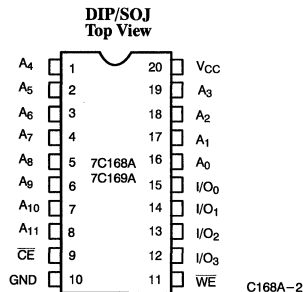 DIP/SOJ
Top View
A4 1 20 VCC
A5 2 19 A3
A6 3 18 A2
A7 4 17 A1
A8 5 7C168A 16 A0
A9 6 7C169A 15 I/O0
A10 7 14 I/O1
A11 8 13 I/O2
C̅E̅ 9 12 I/O3
GND 10 11 W̅E̅
C168A–2